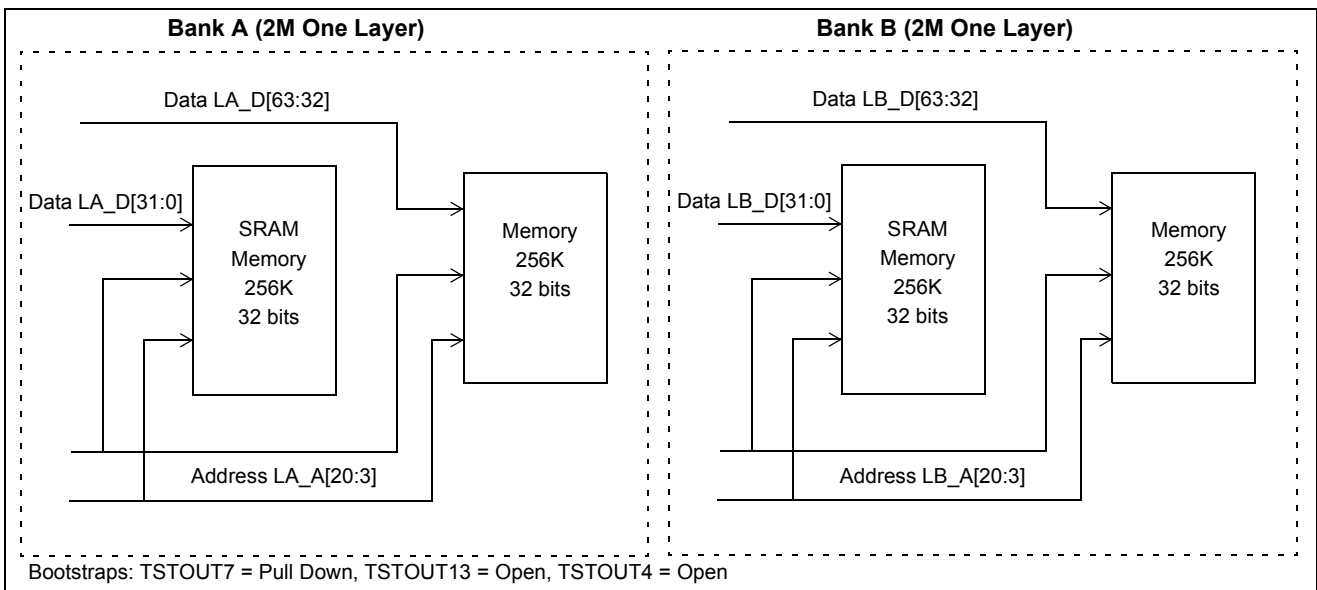 Bank A (2M One Layer)
Data LA_D[63:32]
Data LA_D[31:0]
SRAM
Memory
256K
32 bits
Memory
256K
32 bits
Address LA_A[20:3]
Bank B (2M One Layer)
Data LB_D[63:32]
Data LB_D[31:0]
SRAM
Memory
256K
32 bits
Memory
256K
32 bits
Address LB_A[20:3]
Bootstraps: TSTOUT7 = Pull Down, TSTOUT13 = Open, TSTOUT4 = Open